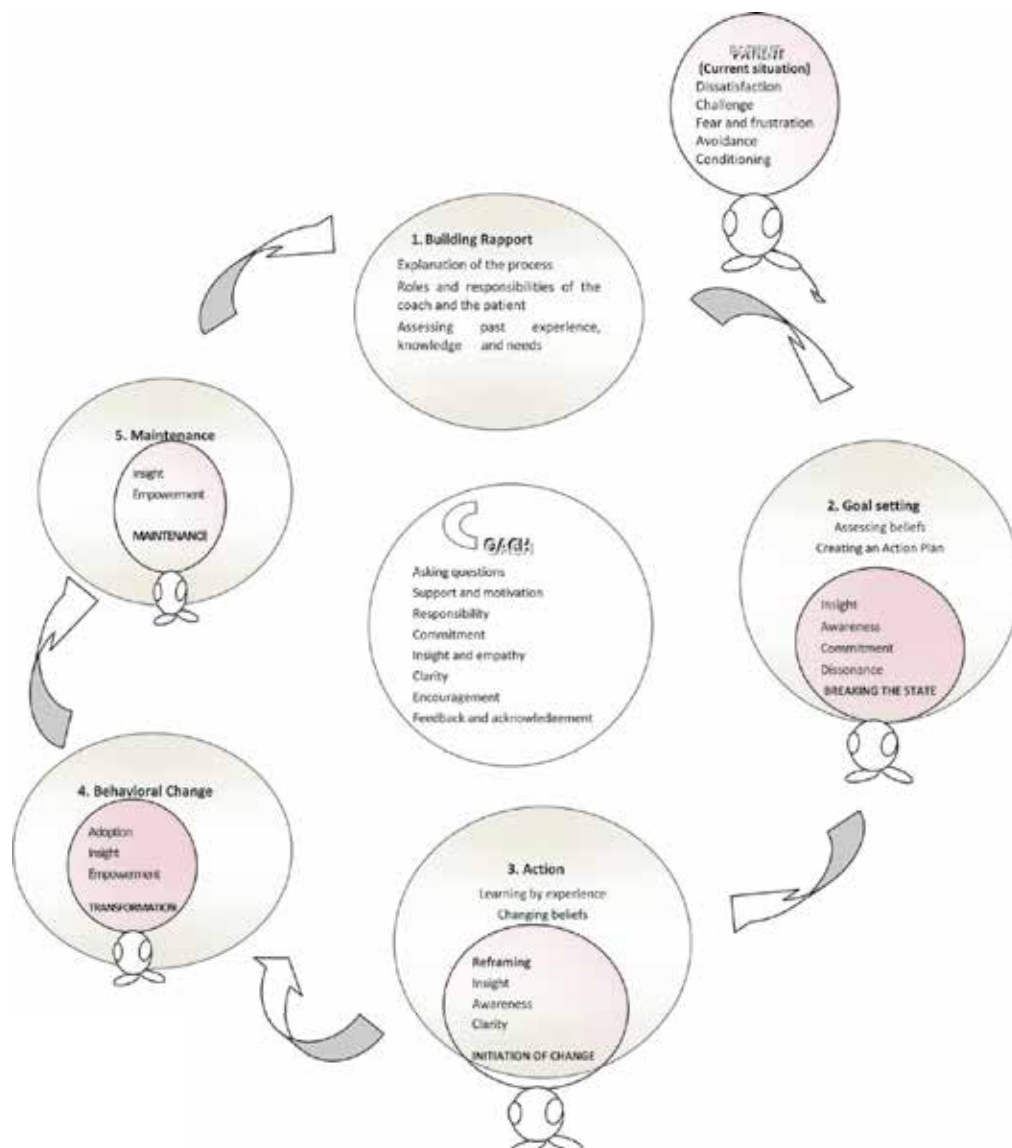 (Current situation)
Dissatisfaction
Challenge
Fear and frustration
Avoidance
Conditioning
1. Building Rapport
Explanation of the process
Roles and responsibilities of the
coach and the patient
Assessing past experience,
knowledge and needs
2. Goal setting
Assessing beliefs
Creating an Action Plan
Insight
Awareness
Commitment
Dissonance
BREAKING THE STATE
3. Action
Learning by experience
Changing beliefs
Reframing
Insight
Awareness
Clarity
INITIATION OF CHANGE
4. Behavioral Change
Adoption
Insight
Empowerment
TRANSFORMATION
5. Maintenance
Insight
Empowerment
MAINTENANCE
COACH
Asking questions
Support and motivation
Responsibility
Commitment
Insight and empathy
Clarity
Encouragement
Feedback and acknowledeement